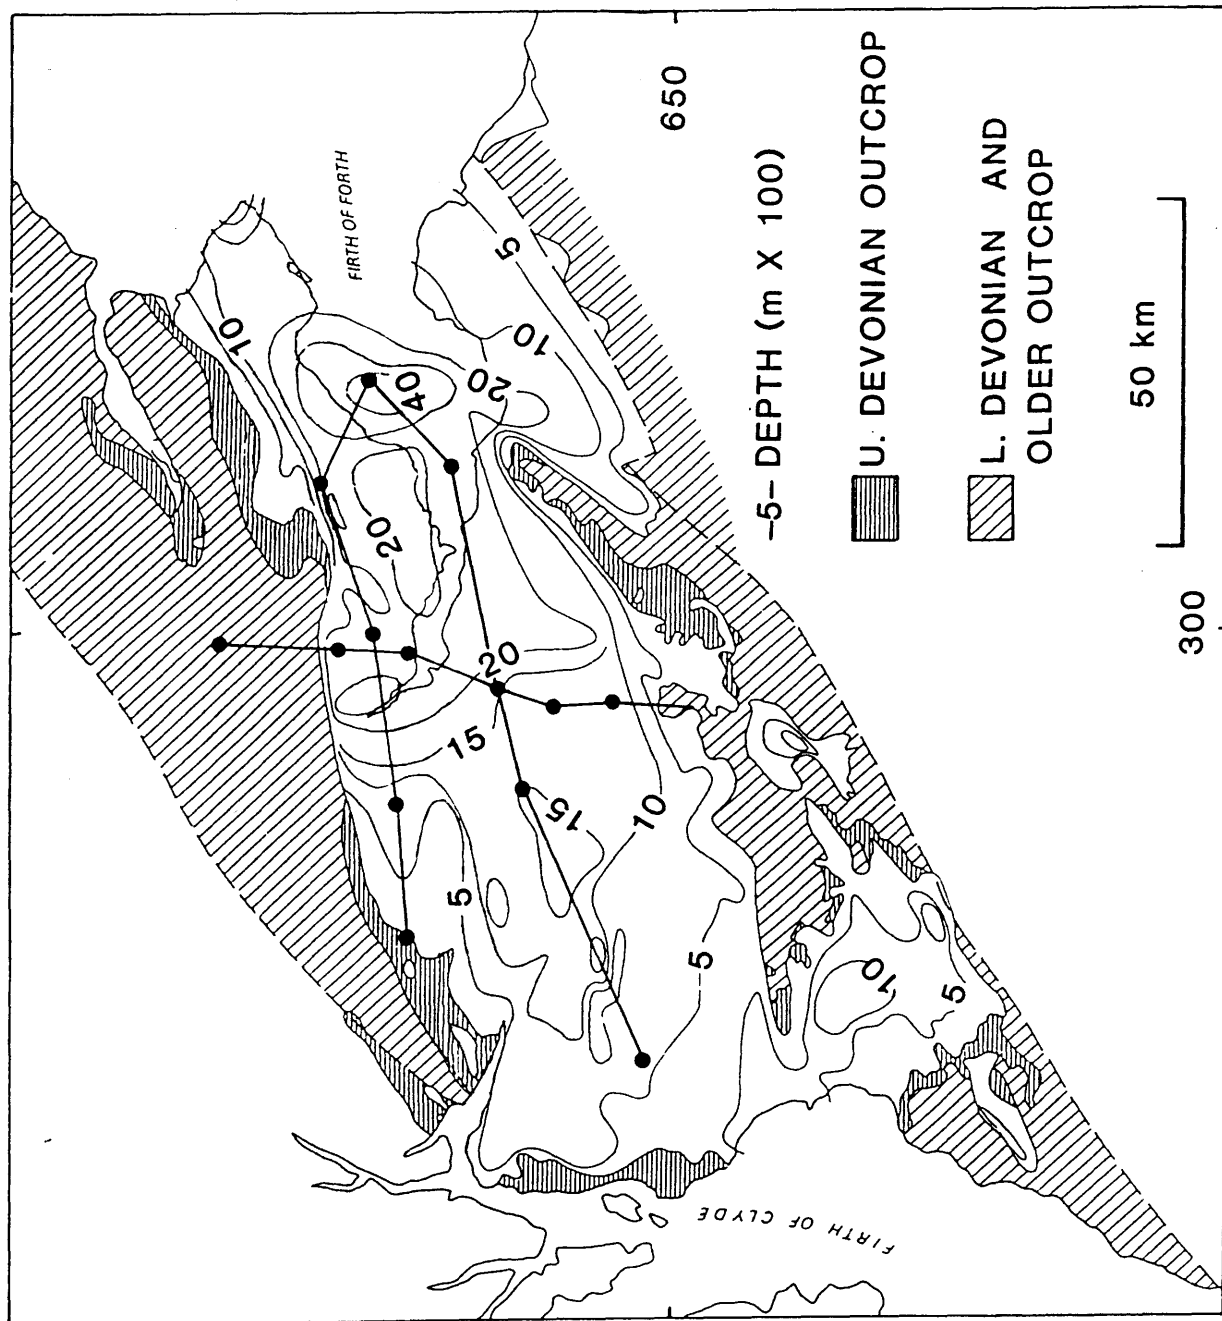 FIRTH OF FORTH
650
10
5
40
20
10
20
20
15
15
10
5
5
10
5
FIRTH OF CLYDE
300
–5– DEPTH (m X 100)
U. DEVONIAN OUTCROP
L. DEVONIAN AND
OLDER OUTCROP
50 km